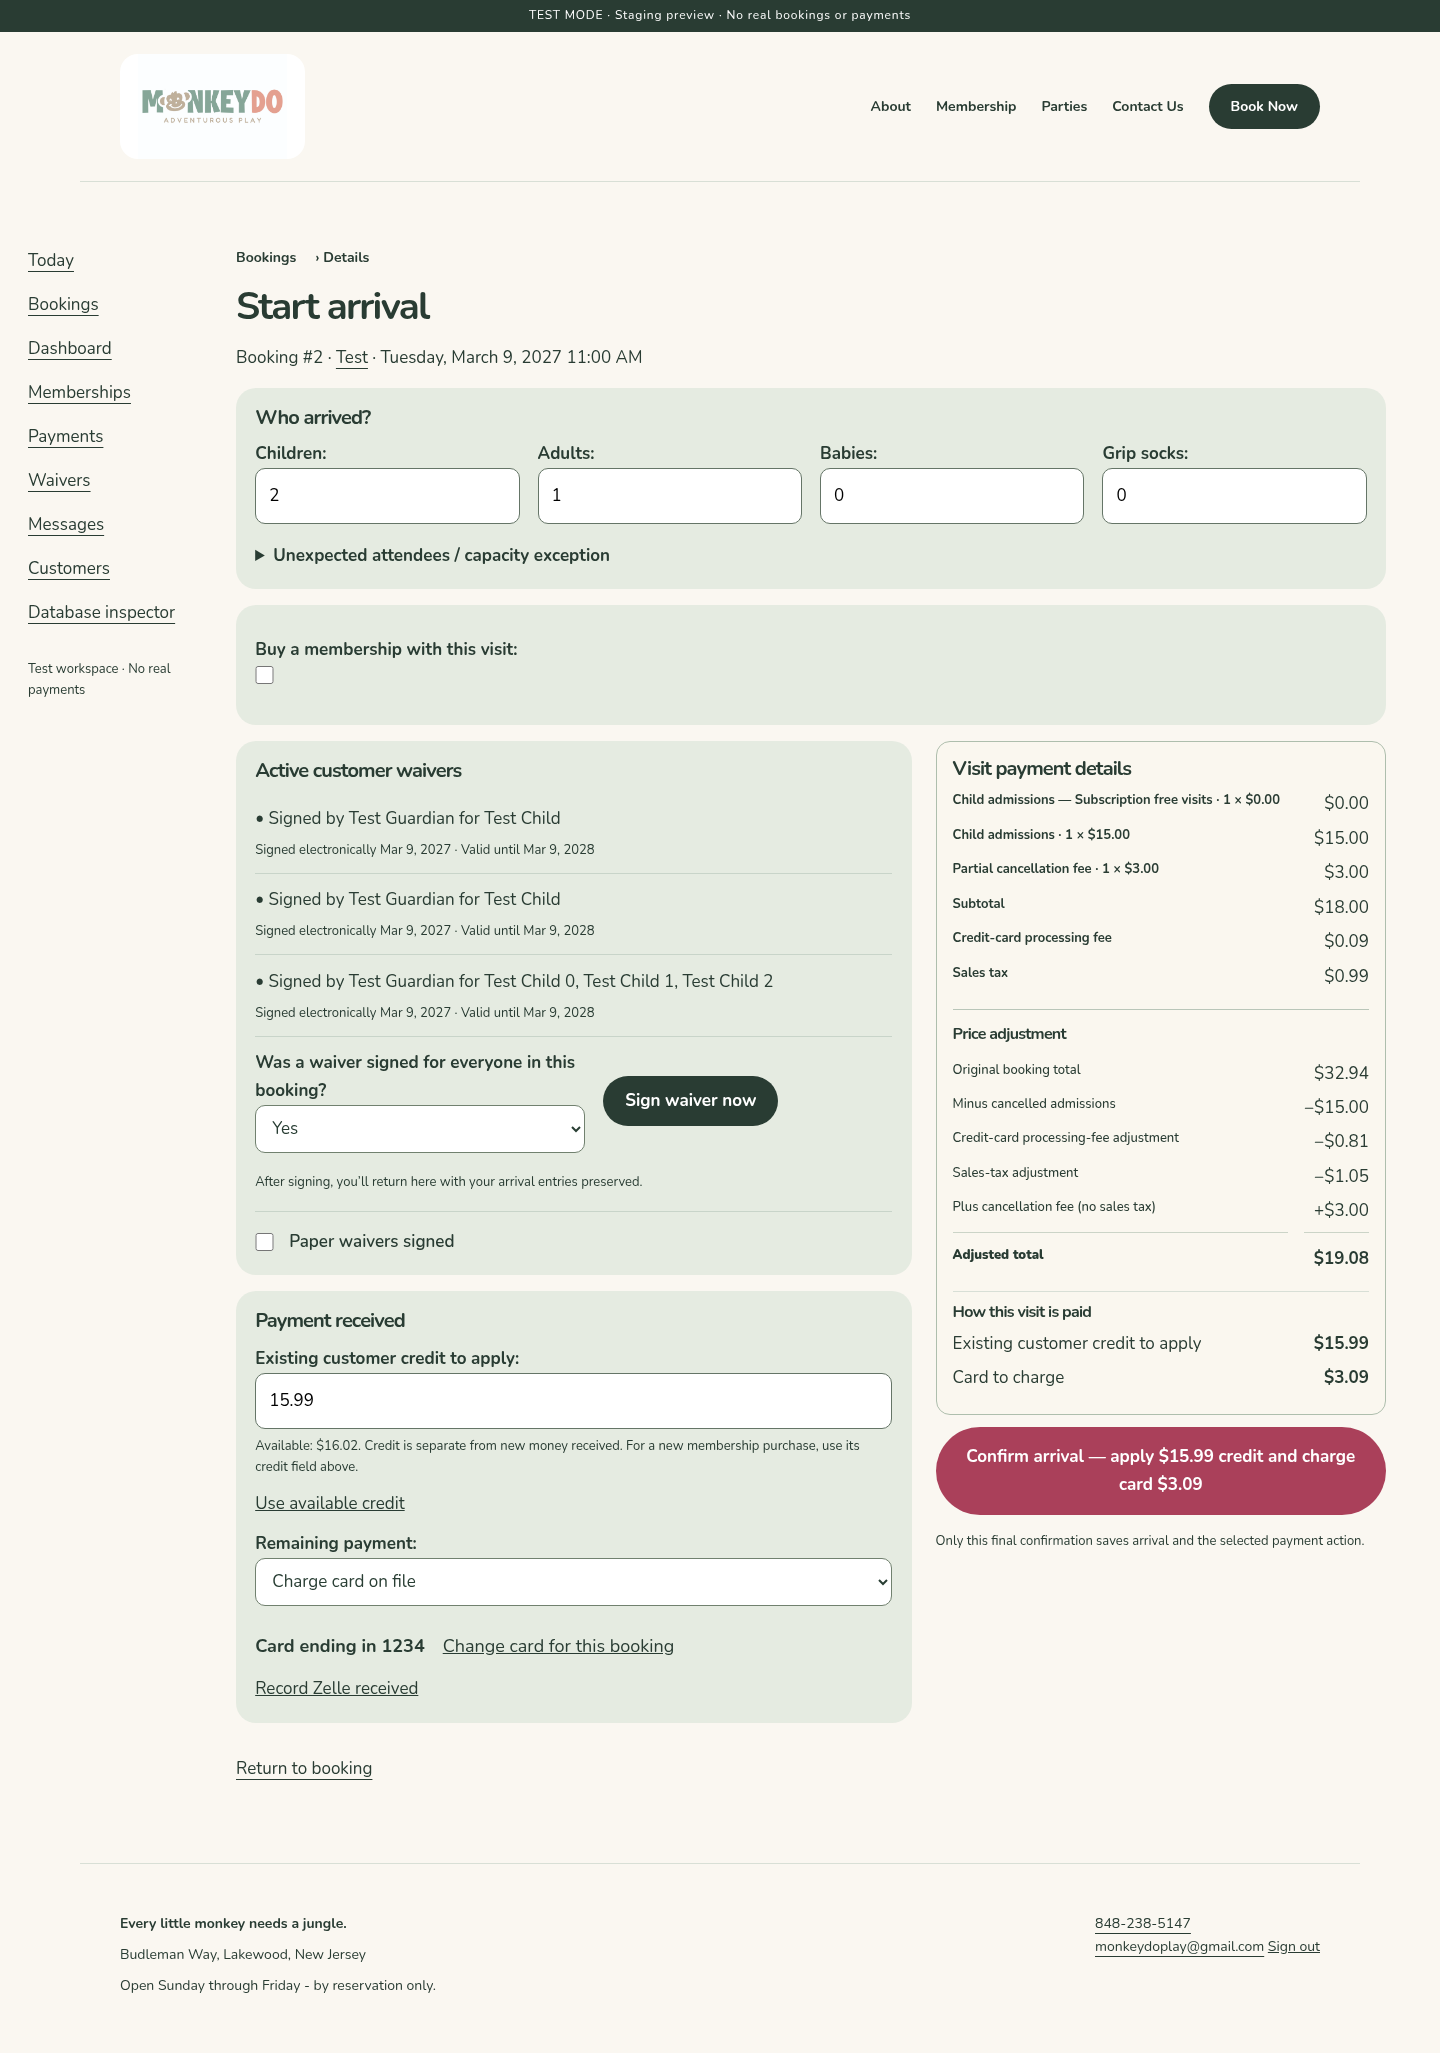 TEST MODE · Staging preview · No real bookings or payments
MONKEYDO
ADVENTUROUS PLAY
About Membership Parties Contact Us Book Now
Today
Bookings
Dashboard
Memberships
Payments
Waivers
Messages
Customers
Database inspector
Test workspace · No real
payments
Bookings › Details
Start arrival
Booking #2 · Test · Tuesday, March 9, 2027 11:00 AM
Who arrived?
Children: Adults: Babies: Grip socks:
2 1 0 0
▶ Unexpected attendees / capacity exception
Buy a membership with this visit:
Active customer waivers
• Signed by Test Guardian for Test Child
Signed electronically Mar 9, 2027 · Valid until Mar 9, 2028
• Signed by Test Guardian for Test Child
Signed electronically Mar 9, 2027 · Valid until Mar 9, 2028
• Signed by Test Guardian for Test Child 0, Test Child 1, Test Child 2
Signed electronically Mar 9, 2027 · Valid until Mar 9, 2028
Was a waiver signed for everyone in this
booking?
Yes
Sign waiver now
After signing, you’ll return here with your arrival entries preserved.
Paper waivers signed
Payment received
Existing customer credit to apply:
15.99
Available: $16.02. Credit is separate from new money received. For a new membership purchase, use its
credit field above.
Use available credit
Remaining payment:
Charge card on file
Card ending in 1234 Change card for this booking
Record Zelle received
Return to booking
Visit payment details
Child admissions — Subscription free visits · 1 × $0.00 $0.00
Child admissions · 1 × $15.00 $15.00
Partial cancellation fee · 1 × $3.00 $3.00
Subtotal $18.00
Credit-card processing fee $0.09
Sales tax $0.99
Price adjustment
Original booking total $32.94
Minus cancelled admissions −$15.00
Credit-card processing-fee adjustment −$0.81
Sales-tax adjustment −$1.05
Plus cancellation fee (no sales tax) +$3.00
Adjusted total $19.08
How this visit is paid
Existing customer credit to apply $15.99
Card to charge $3.09
Confirm arrival — apply $15.99 credit and charge
card $3.09
Only this final confirmation saves arrival and the selected payment action.
Every little monkey needs a jungle.
Budleman Way, Lakewood, New Jersey
Open Sunday through Friday - by reservation only.
848-238-5147
monkeydoplay@gmail.com Sign out